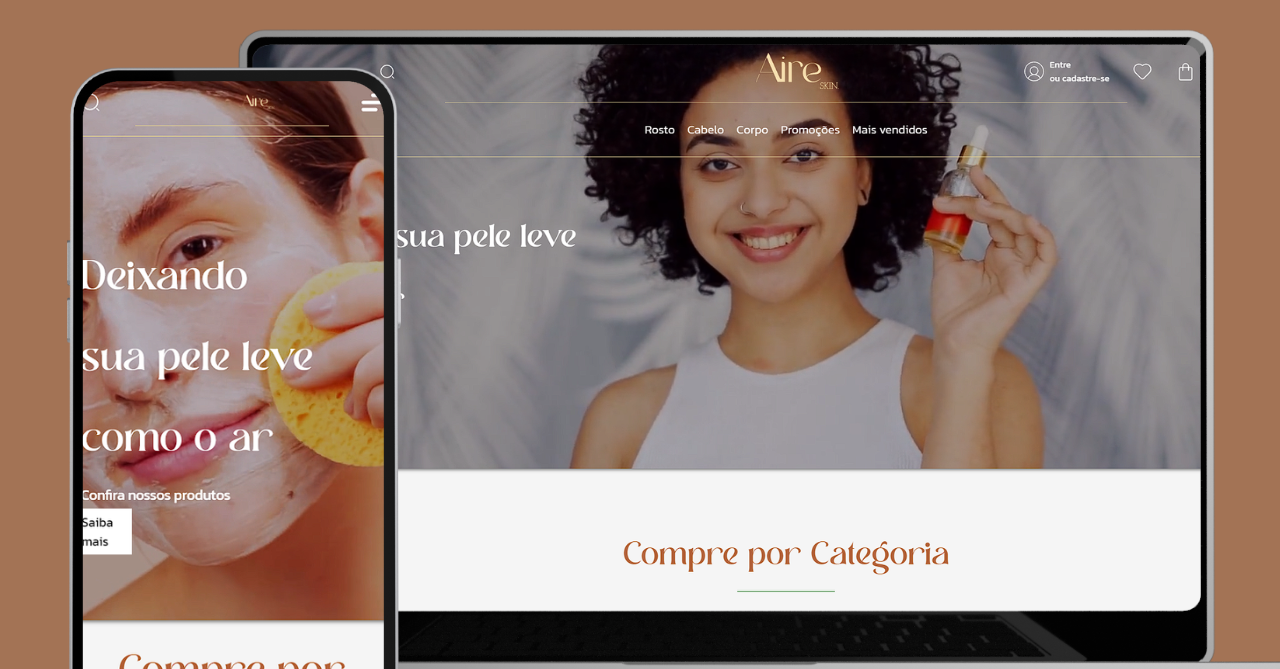 Aire
Deixando
sua pele leve
como o ar
Confira nossos produtos
Saiba
mais
Compre por
Aire
SKIN
Entre
ou cadastre-se
Rosto Cabelo Corpo Promoções Mais vendidos
sua pele leve
Compre por Categoria